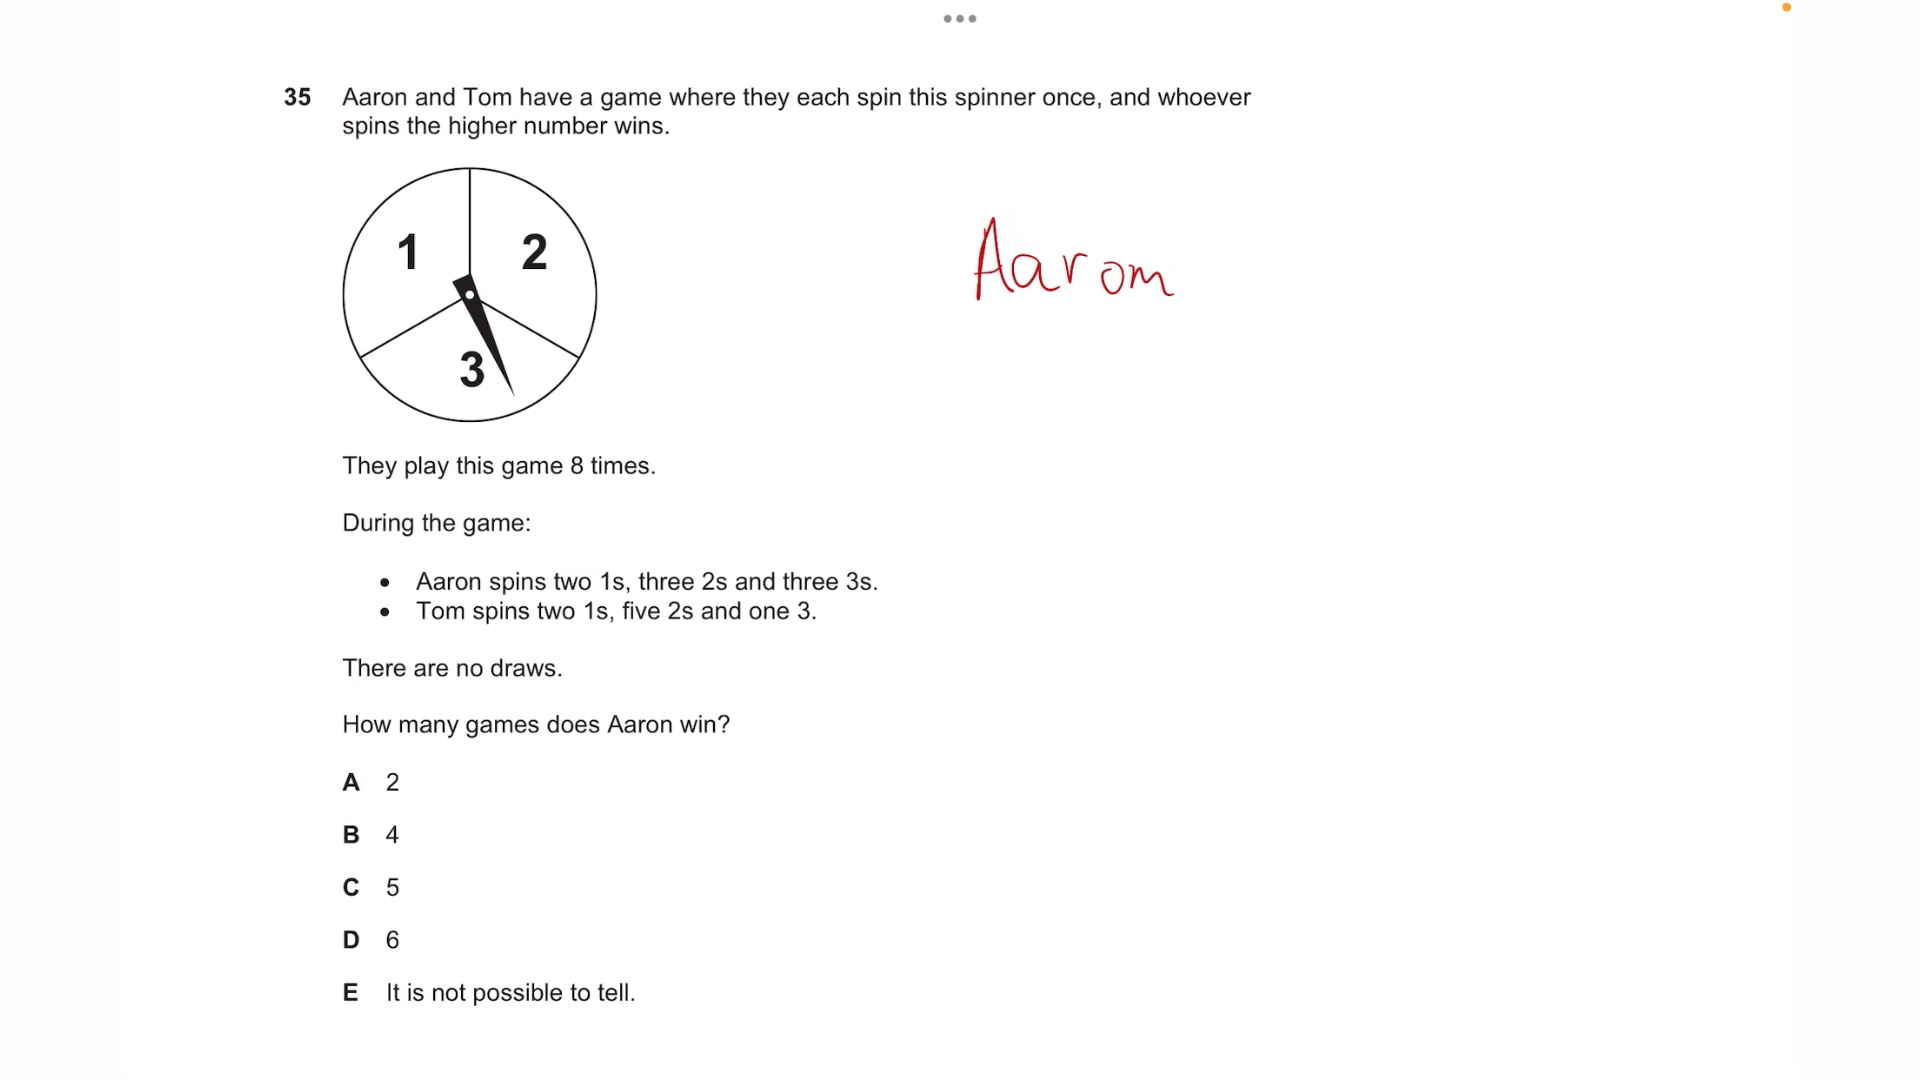 35 Aaron and Tom have a game where they each spin this spinner once, and whoever
spins the higher number wins.
1 2
Aarom
3
They play this game 8 times.
During the game:
• Aaron spins two 1s, three 2s and three 3s.
• Tom spins two 1s, five 2s and one 3.
There are no draws.
How many games does Aaron win?
A 2
B 4
C 5
D 6
E It is not possible to tell.